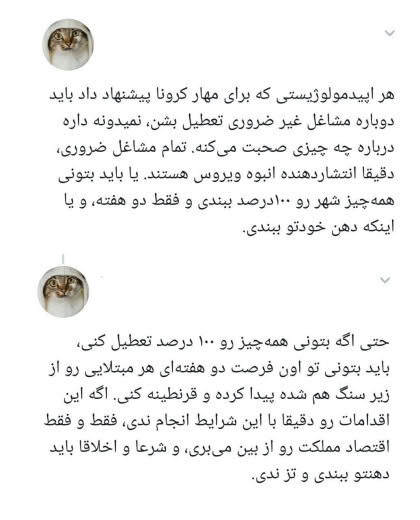 هر اپیدمولوژیستی که برای مهار کرونا پیشنهاد داد باید
دوباره مشاغل غیر ضروری تعطیل بشن، نمیدونه داره
درباره چه چیزی صحبت می‌کنه. تمام مشاغل ضروری،
دقیقا انتشاردهنده انبوه ویروس هستند. یا باید بتونی
همه‌چیز شهر رو ۱۰۰درصد ببندی و فقط دو هفته، و یا
اینکه دهن خودتو ببندی.
حتی اگه بتونی همه‌چیز رو ۱۰۰ درصد تعطیل کنی،
باید بتونی تو اون فرصت دو هفته‌ای هر مبتلایی رو از
زیر سنگ هم شده پیدا کرده و قرنطینه کنی. اگه این
اقدامات رو دقیقا با این شرایط انجام ندی، فقط و فقط
اقتصاد مملکت رو از بین می‌بری، و شرعا و اخلاقا باید
دهنتو ببندی و تز ندی.